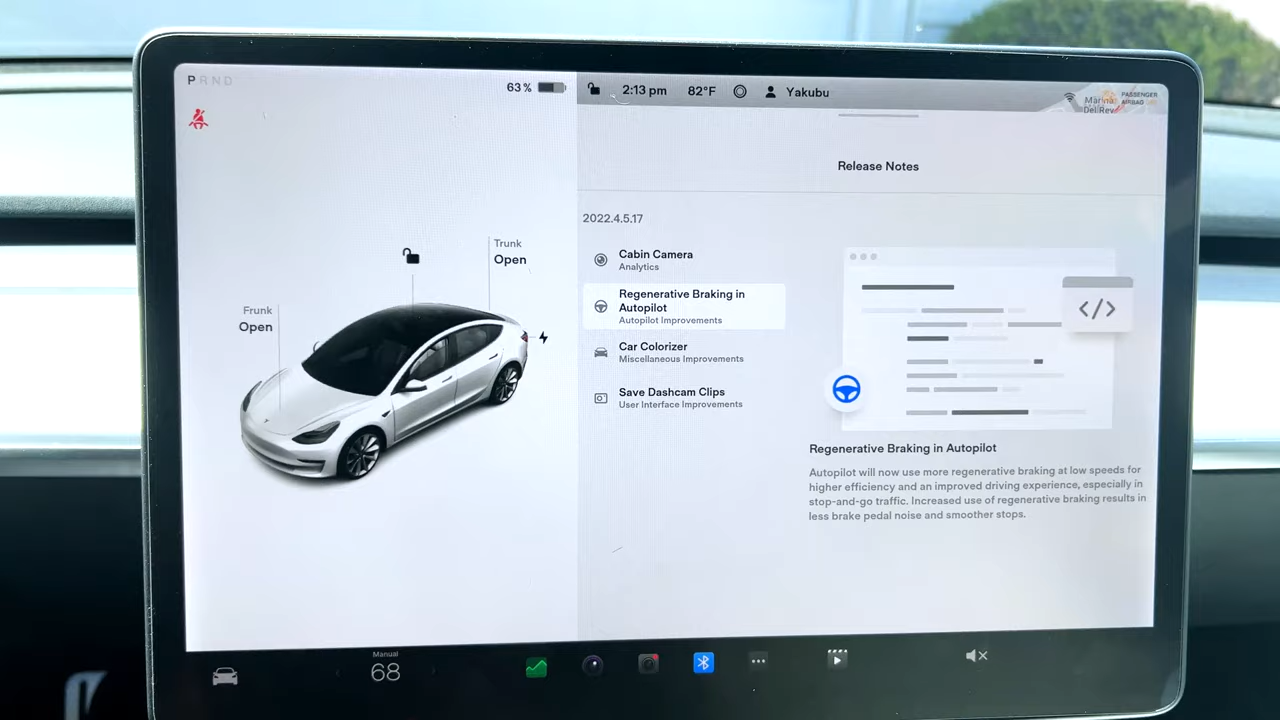 P R N D
63 %
2:13 pm
82°F
Yakubu
Marina
Del Rey
PASSENGER
AIRBAG
Release Notes
2022.4.5.17
Cabin Camera
Analytics
Regenerative Braking in
Autopilot
Autopilot Improvements
Car Colorizer
Miscellaneous Improvements
Save Dashcam Clips
User Interface Improvements
Trunk
Open
Frunk
Open
</>
Regenerative Braking in Autopilot
Autopilot will now use more regenerative braking at low speeds for
higher efficiency and an improved driving experience, especially in
stop-and-go traffic. Increased use of regenerative braking results in
less brake pedal noise and smoother stops.
Manual
68